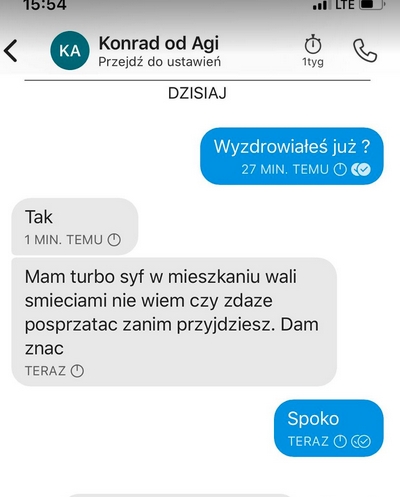 15:54
LTE
KA
Konrad od Agi
Przejdź do ustawień
1tyg
DZISIAJ
Wyzdrowiałeś już ?
27 MIN. TEMU
Tak
1 MIN. TEMU
Mam turbo syf w mieszkaniu wali
smieciami nie wiem czy zdaze
posprzatac zanim przyjdziesz. Dam
znac
TERAZ
Spoko
TERAZ